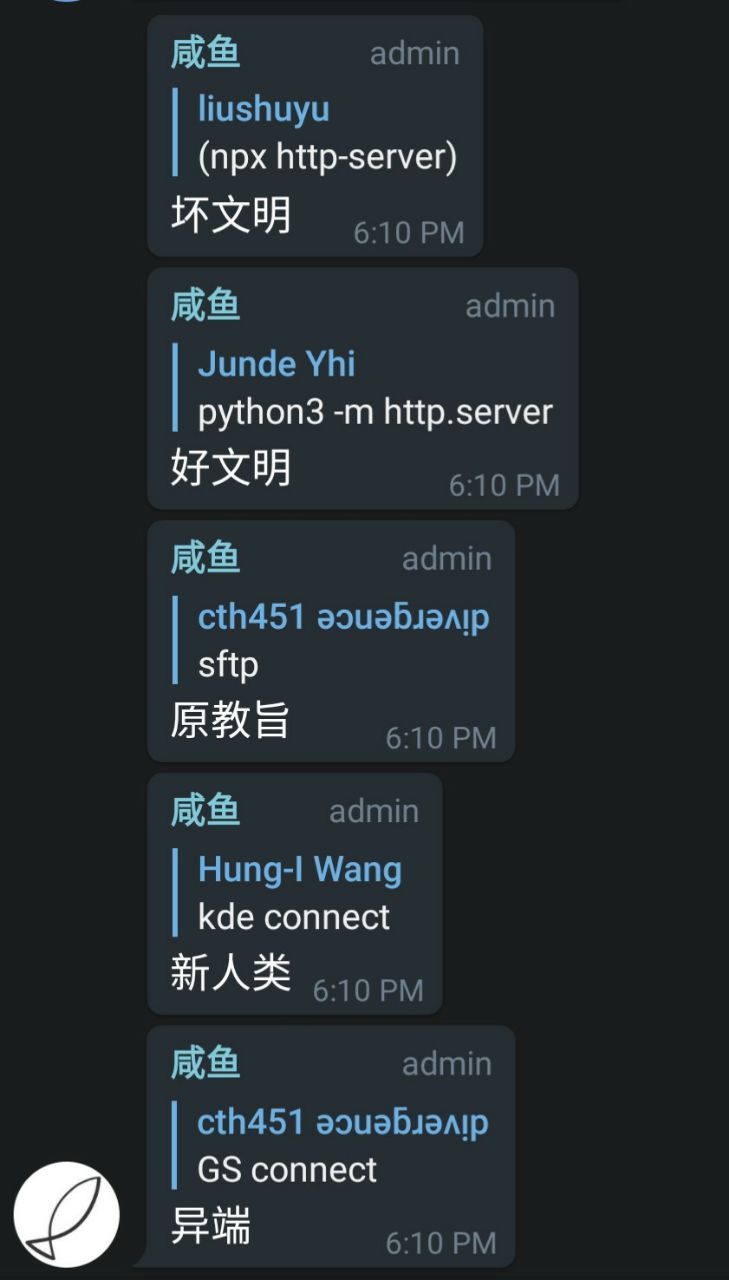 咸鱼 admin
liushuyu
(npx http-server)
坏文明 6:10 PM
咸鱼 admin
Junde Yhi
python3 -m http.server
好文明 6:10 PM
咸鱼 admin
cth451 ǝɔuǝƃɹǝʌᴉp
sftp
原教旨 6:10 PM
咸鱼 admin
Hung-I Wang
kde connect
新人类 6:10 PM
咸鱼 admin
cth451 ǝɔuǝƃɹǝʌᴉp
GS connect
异端 6:10 PM